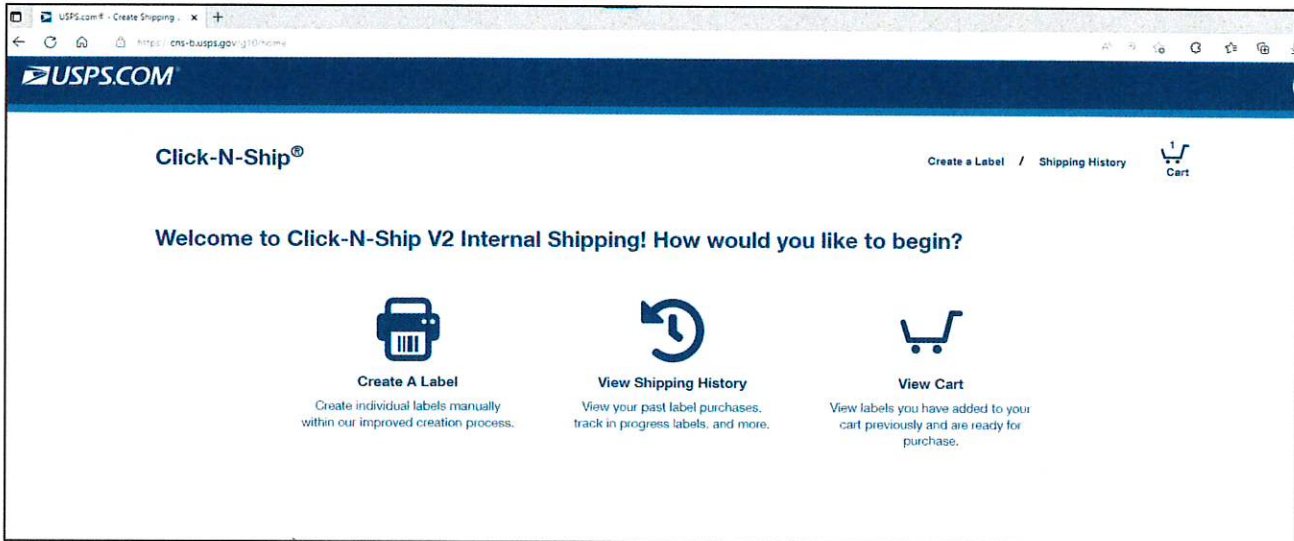 USPS.com® - Create Shipping
https://cns-b.usps.gov/g10/home
USPS.COM®
Click-N-Ship®
Create a Label / Shipping History
1
Cart
Welcome to Click-N-Ship V2 Internal Shipping! How would you like to begin?
Create A Label
Create individual labels manually
within our improved creation process.
View Shipping History
View your past label purchases,
track in progress labels, and more.
View Cart
View labels you have added to your
cart previously and are ready for
purchase.